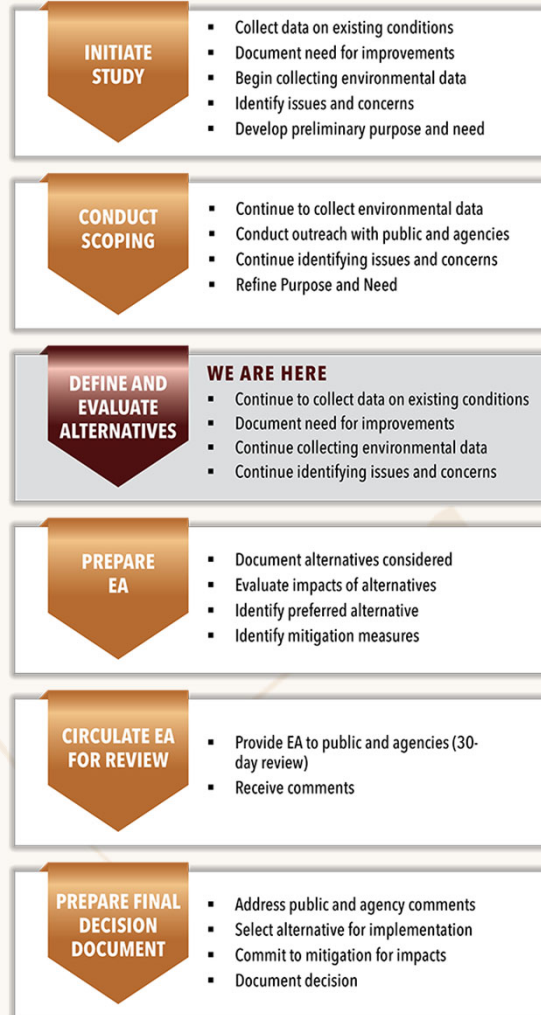 INITIATE
STUDY
▪ Collect data on existing conditions
▪ Document need for improvements
▪ Begin collecting environmental data
▪ Identify issues and concerns
▪ Develop preliminary purpose and need
CONDUCT
SCOPING
▪ Continue to collect environmental data
▪ Conduct outreach with public and agencies
▪ Continue identifying issues and concerns
▪ Refine Purpose and Need
DEFINE AND
EVALUATE
ALTERNATIVES
WE ARE HERE
▪ Continue to collect data on existing conditions
▪ Document need for improvements
▪ Continue collecting environmental data
▪ Continue identifying issues and concerns
PREPARE
EA
▪ Document alternatives considered
▪ Evaluate impacts of alternatives
▪ Identify preferred alternative
▪ Identify mitigation measures
CIRCULATE EA
FOR REVIEW
▪ Provide EA to public and agencies (30-
day review)
▪ Receive comments
PREPARE FINAL
DECISION
DOCUMENT
▪ Address public and agency comments
▪ Select alternative for implementation
▪ Commit to mitigation for impacts
▪ Document decision